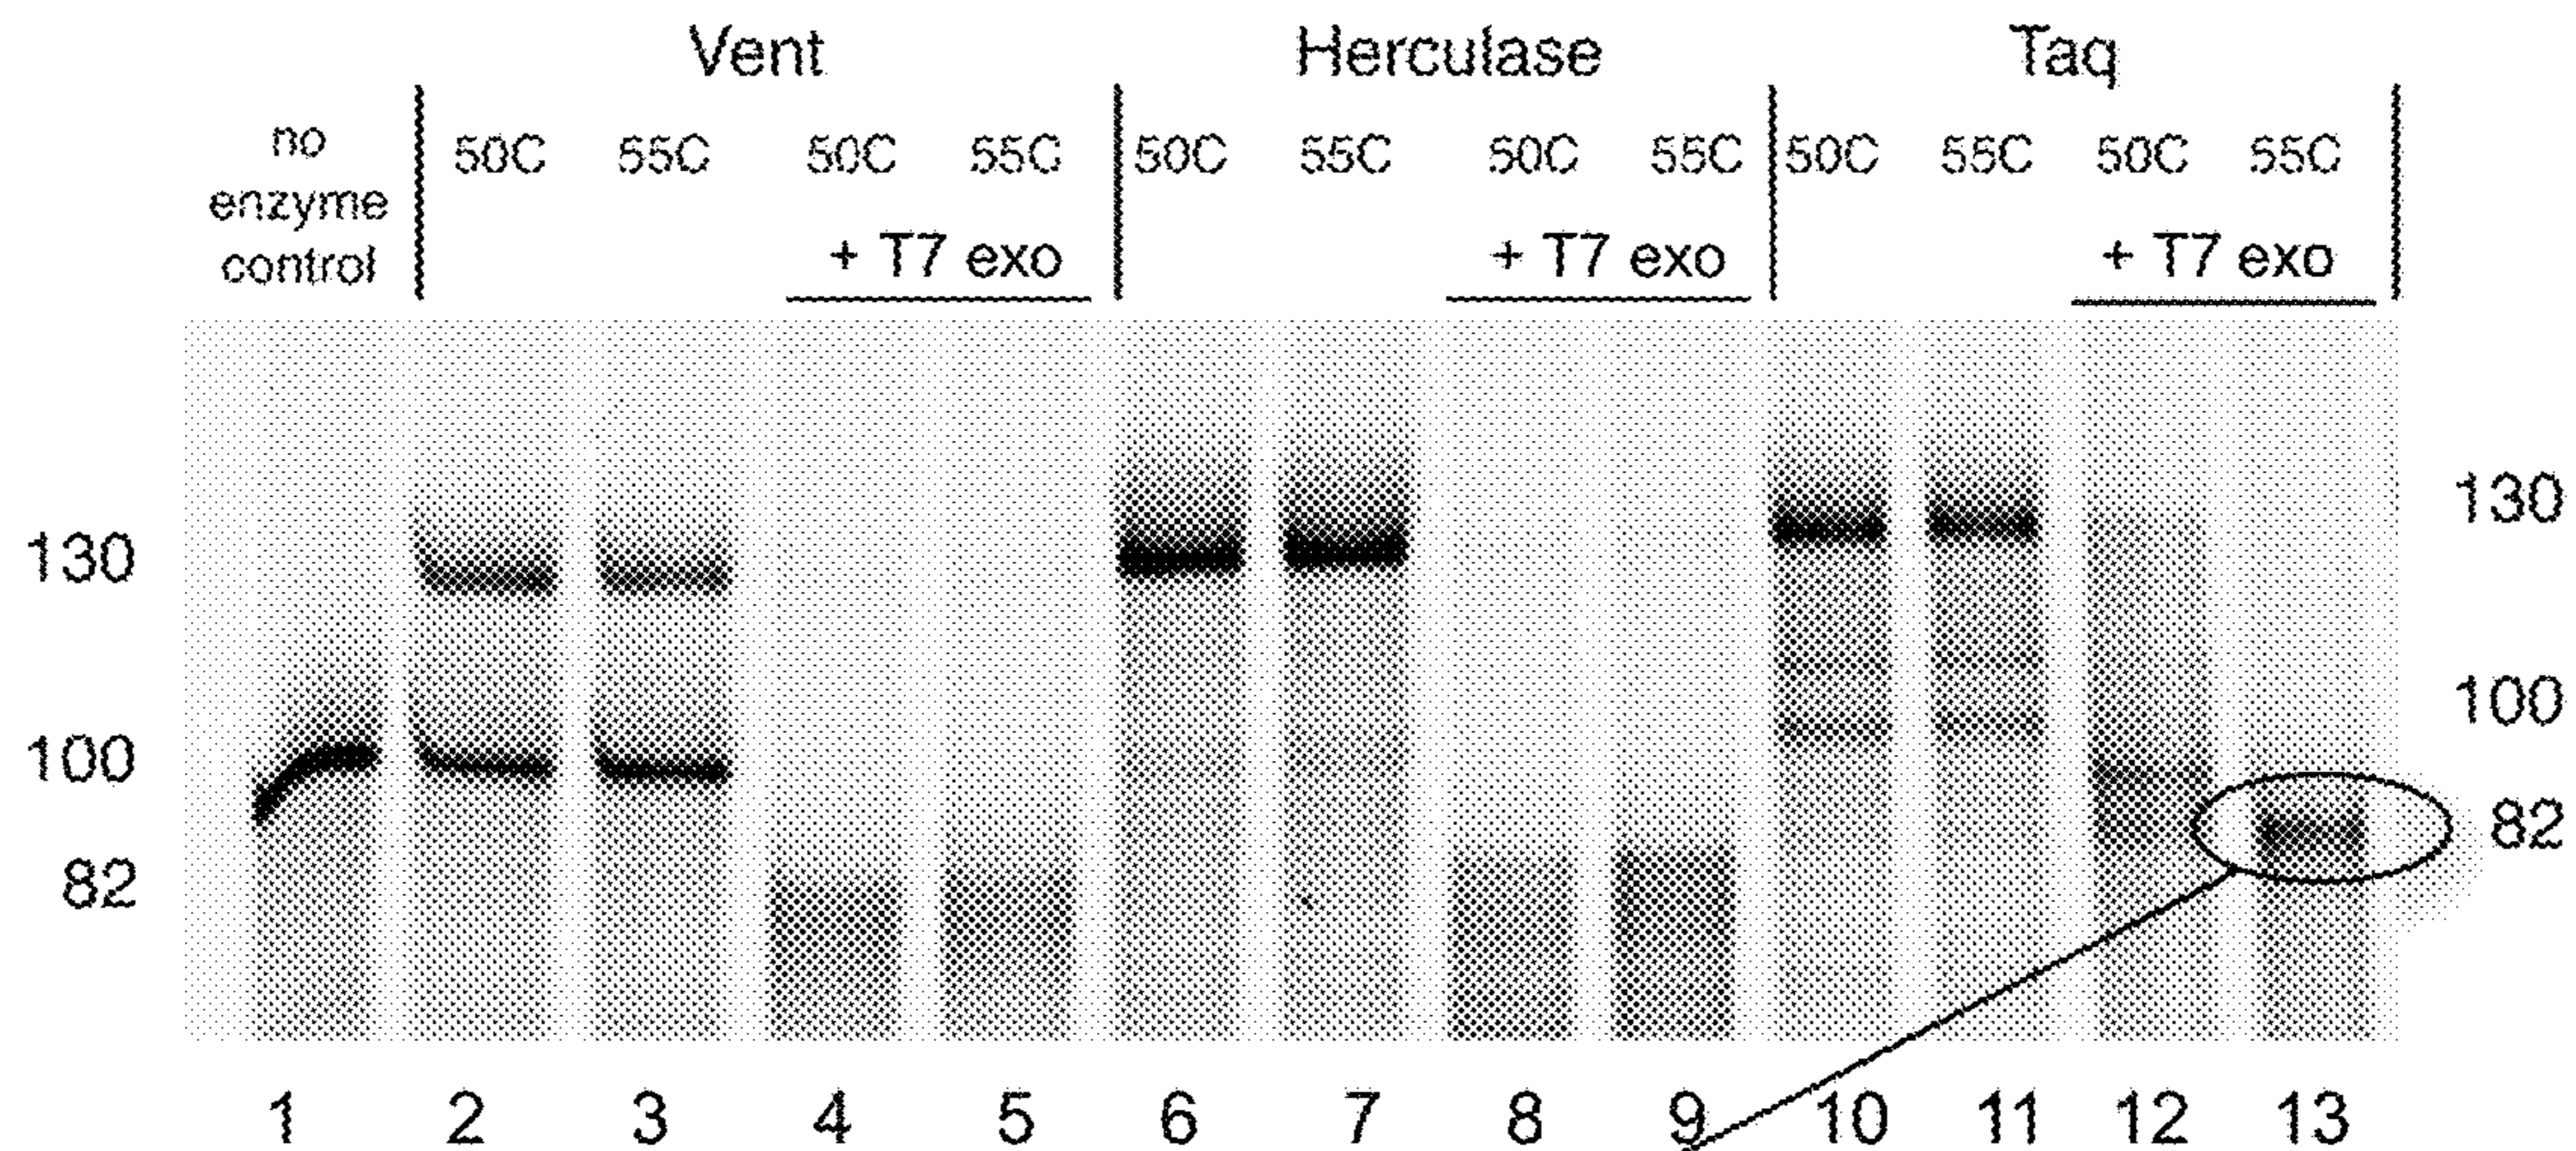 Vent Herculase Taq
no enzyme control
50C 55C 50C 55C 50C 55C 50C 55C 50C 55C 50C 55C
+ T7 exo + T7 exo + T7 exo
130 130
100 100
82 82
1 2 3 4 5 6 7 8 9 10 11 12 13